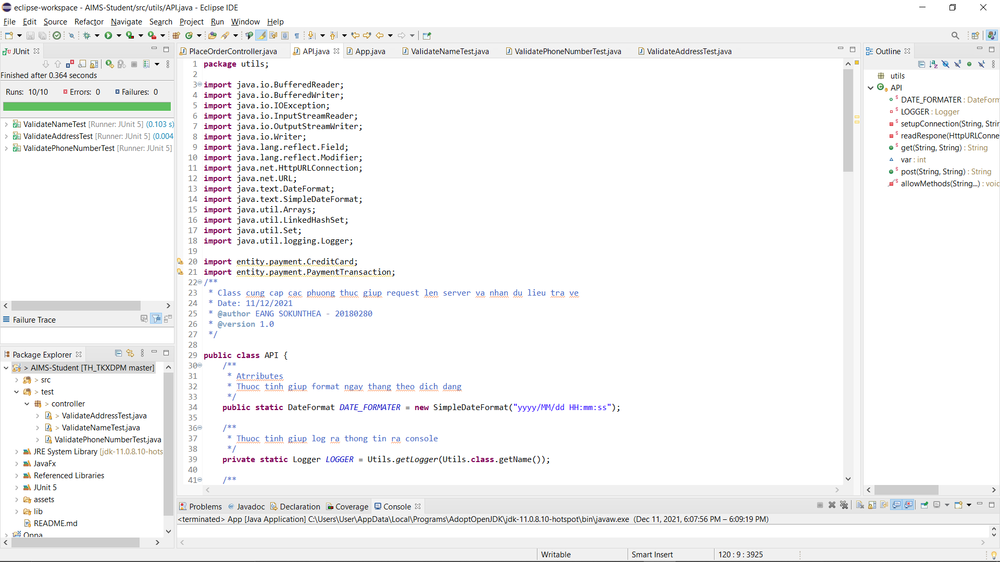 eclipse-workspace - AIMS-Student/src/utils/API.java - Eclipse IDE
File Edit Source Refactor Navigate Search Project Run Window Help
JUnit
Finished after 0.364 seconds
Runs: 10/10 Errors: 0 Failures: 0
ValidateNameTest [Runner: JUnit 5] (0.103 s)
ValidateAddressTest [Runner: JUnit 5] (0.004
ValidatePhoneNumberTest [Runner: JUnit 5]
Failure Trace
Package Explorer
> AIMS-Student [TH_TKXDPM master]
> src
> test
> controller
> ValidateAddressTest.java
> ValidateNameTest.java
ValidatePhoneNumberTest.java
JRE System Library [jdk-11.0.8.10-hots
JavaFx
Referenced Libraries
JUnit 5
assets
lib
README.md
Oppa
PlaceOrderController.java API.java App.java ValidateNameTest.java ValidatePhoneNumberTest.java ValidateAddressTest.java
1 package utils;
2
3 import java.io.BufferedReader;
4 import java.io.BufferedWriter;
5 import java.io.IOException;
6 import java.io.InputStreamReader;
7 import java.io.OutputStreamWriter;
8 import java.io.Writer;
9 import java.lang.reflect.Field;
10 import java.lang.reflect.Modifier;
11 import java.net.HttpURLConnection;
12 import java.net.URL;
13 import java.text.DateFormat;
14 import java.text.SimpleDateFormat;
15 import java.util.Arrays;
16 import java.util.LinkedHashSet;
17 import java.util.Set;
18 import java.util.logging.Logger;
19
20 import entity.payment.CreditCard;
21 import entity.payment.PaymentTransaction;
22 /**
23 * Class cung cap cac phuong thuc giup request len server va nhan du lieu tra ve
24 * Date: 11/12/2021
25 * @author EANG SOKUNTHEA - 20180280
26 * @version 1.0
27 */
28
29 public class API {
30 /**
31 * Atrributes
32 * Thuoc tinh giup format ngay thang theo dich dang
33 */
34 public static DateFormat DATE_FORMATER = new SimpleDateFormat("yyyy/MM/dd HH:mm:ss");
35
36 /**
37 * Thuoc tinh giup log ra thong tin ra console
38 */
39 private static Logger LOGGER = Utils.getLogger(Utils.class.getName());
40
41 /**
Outline
utils
API
DATE_FORMATER : DateForm
LOGGER : Logger
setupConnection(String, Strin
readRespone(HttpURLConne
get(String, String) : String
var : int
post(String, String) : String
allowMethods(String...) : void
Problems @ Javadoc Declaration Coverage Console
<terminated> App [Java Application] C:\Users\User\AppData\Local\Programs\AdoptOpenJDK\jdk-11.0.8.10-hotspot\bin\javaw.exe (Dec 11, 2021, 6:07:56 PM – 6:09:19 PM)
Writable Smart Insert 120 : 9 : 3925